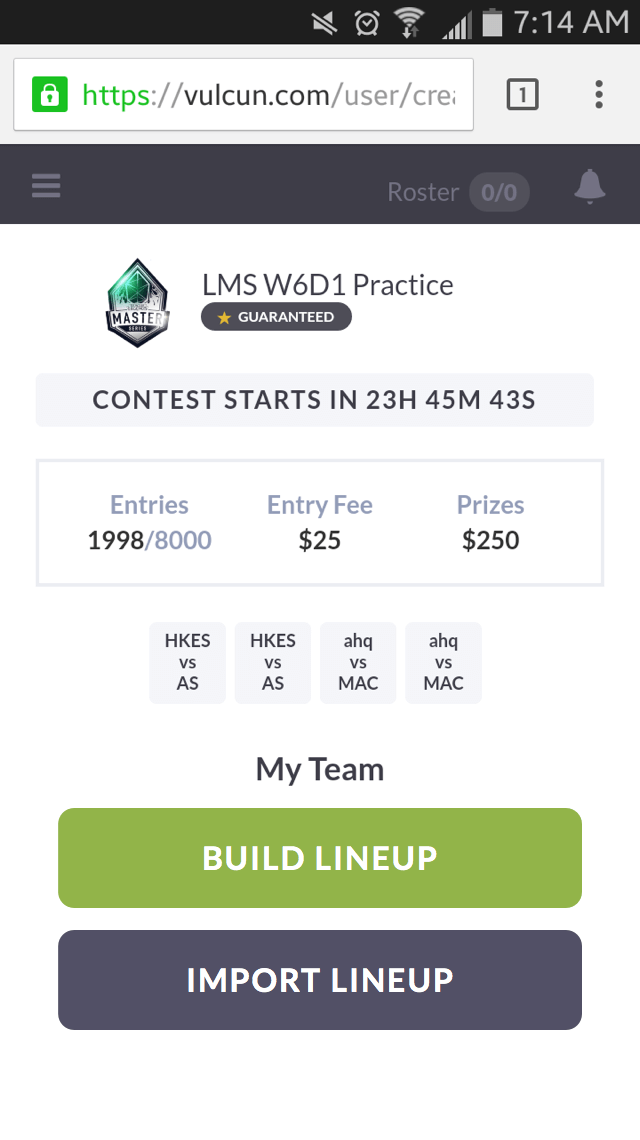 7:14 AM
https://vulcun.com/user/crea
1
Roster 0/0
MASTER
SERIES
LMS W6D1 Practice
GUARANTEED
CONTEST STARTS IN 23H 45M 43S
Entries Entry Fee Prizes
1998/8000 $25 $250
HKES HKES ahq ahq
vs vs vs vs
AS AS MAC MAC
My Team
BUILD LINEUP
IMPORT LINEUP